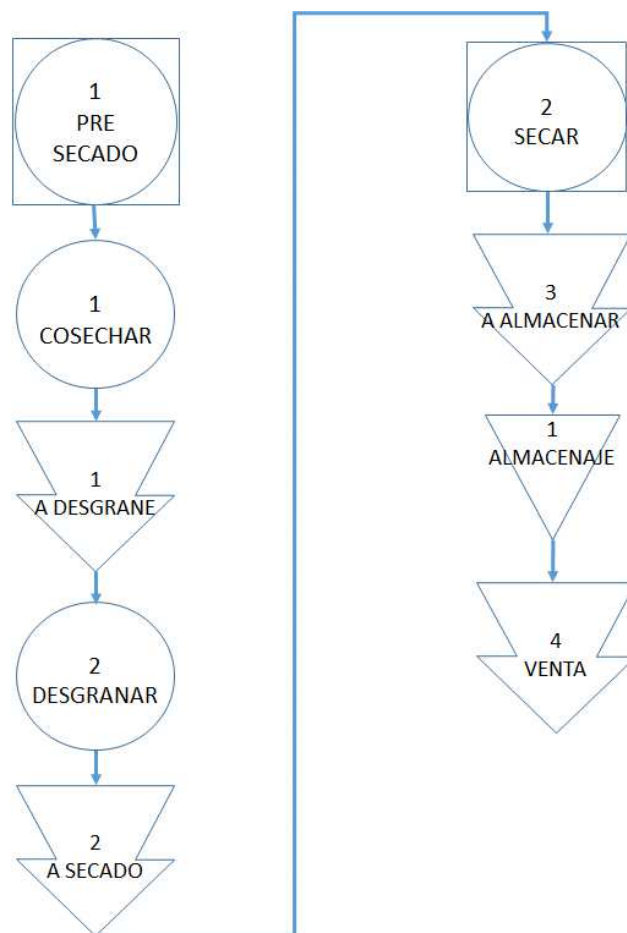 1
PRE
SECADO
1
COSECHAR
1
A DESGRANE
2
DESGRANAR
2
A SECADO
2
SECAR
3
A ALMACENAR
1
ALMACENAJE
4
VENTA